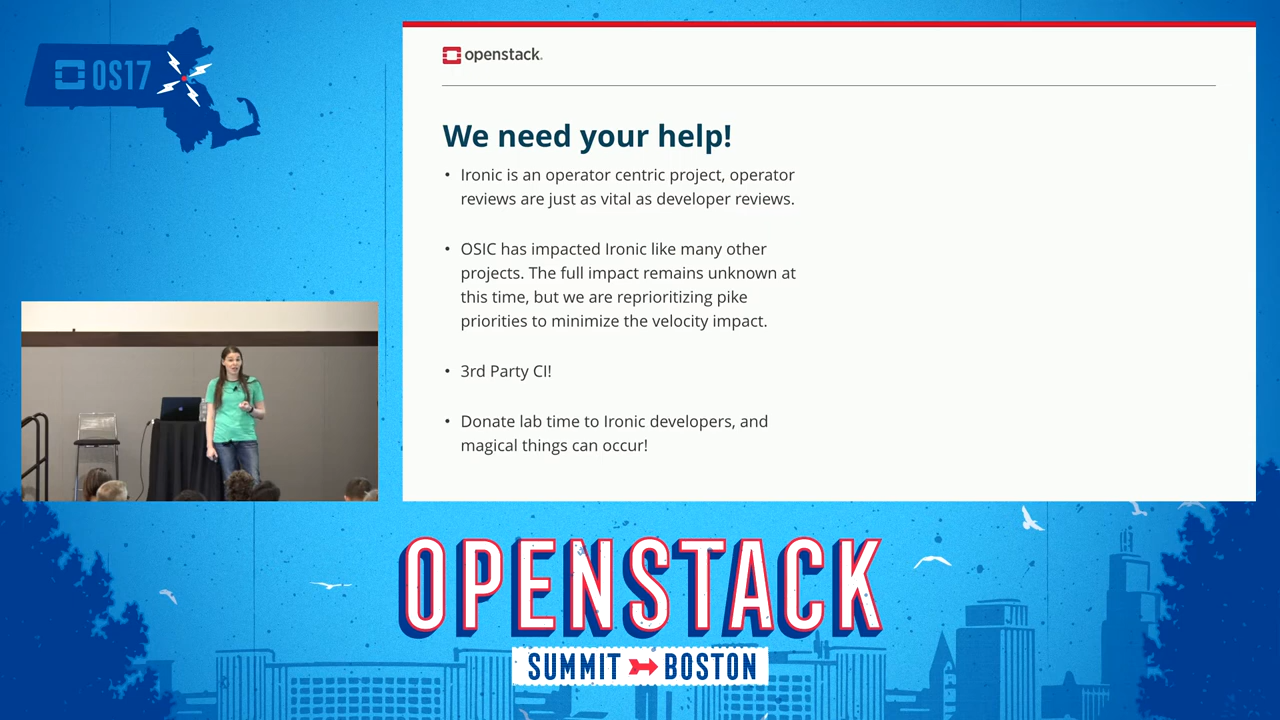 OS17
openstack.
We need your help!
• Ironic is an operator centric project, operator
reviews are just as vital as developer reviews.
• OSIC has impacted Ironic like many other
projects. The full impact remains unknown at
this time, but we are reprioritizing pike
priorities to minimize the velocity impact.
• 3rd Party CI!
• Donate lab time to Ironic developers, and
magical things can occur!
OPENSTACK
SUMMIT BOSTON